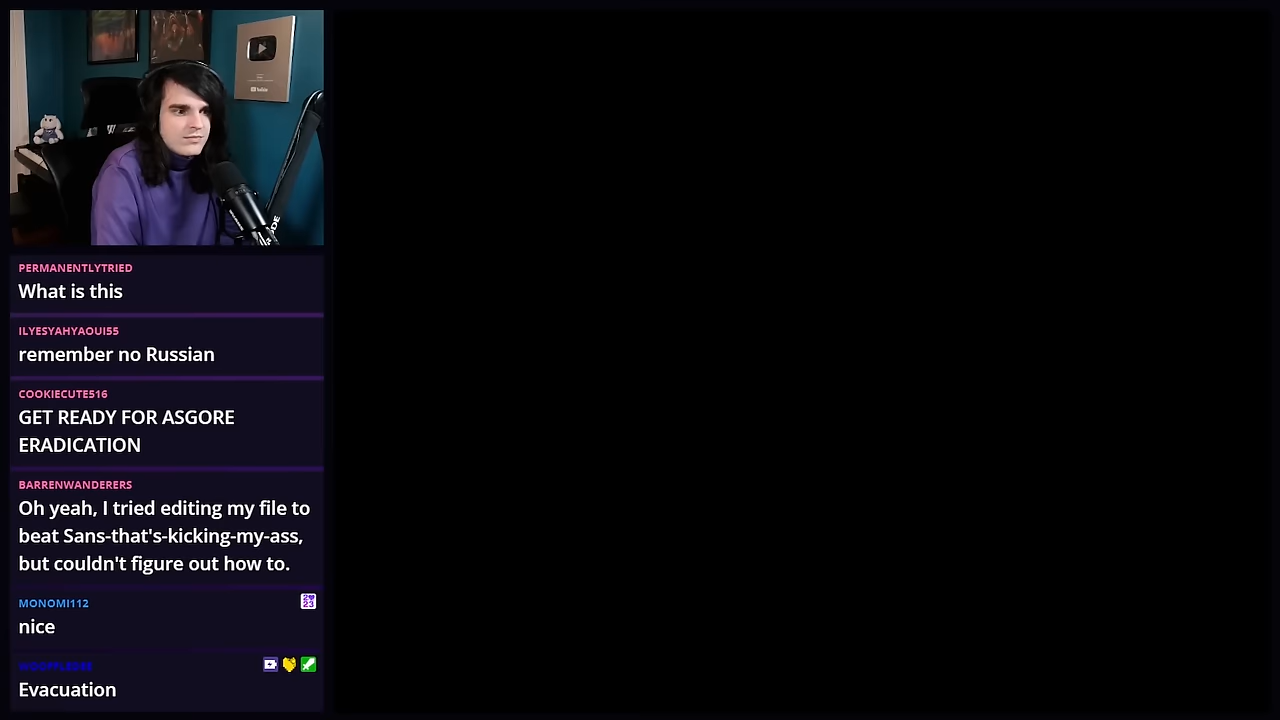 PERMANENTLYTRIED
What is this
ILYESYAHYAOUI55
remember no Russian
COOKIECUTE516
GET READY FOR ASGORE
ERADICATION
BARRENWANDERERS
Oh yeah, I tried editing my file to
beat Sans-that's-kicking-my-ass,
but couldn't figure out how to.
MONOMI112
nice
Evacuation